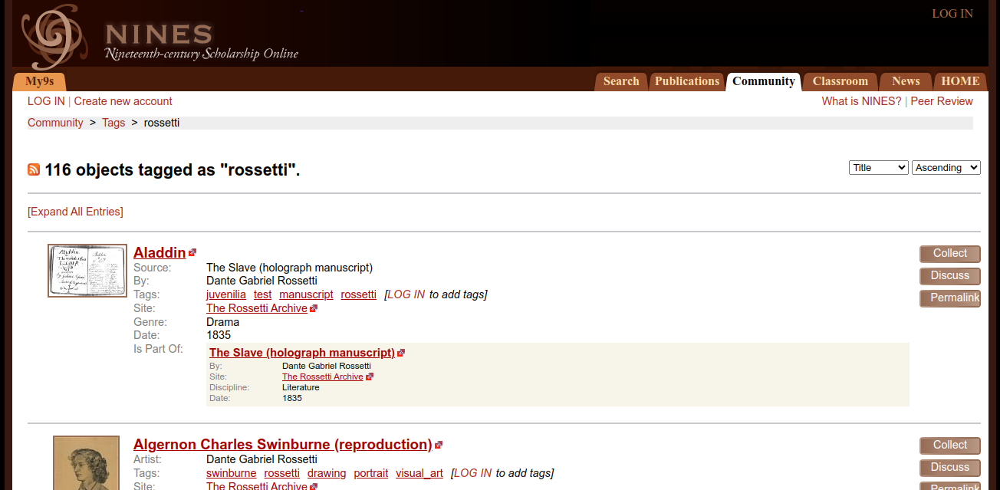 LOG IN
NINES
Nineteenth-century Scholarship Online
My9s Search Publications Community Classroom News HOME
LOG IN | Create new account What is NINES? | Peer Review
Community > Tags > rossetti
116 objects tagged as "rossetti". Title Ascending
[Expand All Entries]
Aladdin Collect
Source: The Slave (holograph manuscript)
By: Dante Gabriel Rossetti Discuss
Tags: juvenilia test manuscript rossetti [LOG IN to add tags] Permalink
Site: The Rossetti Archive
Genre: Drama
Date: 1835
Is Part Of: The Slave (holograph manuscript)
By: Dante Gabriel Rossetti
Site: The Rossetti Archive
Discipline: Literature
Date: 1835
Algernon Charles Swinburne (reproduction) Collect
Artist: Dante Gabriel Rossetti Discuss
Tags: swinburne rossetti drawing portrait visual_art [LOG IN to add tags]
Site: The Rossetti Archive Permalink